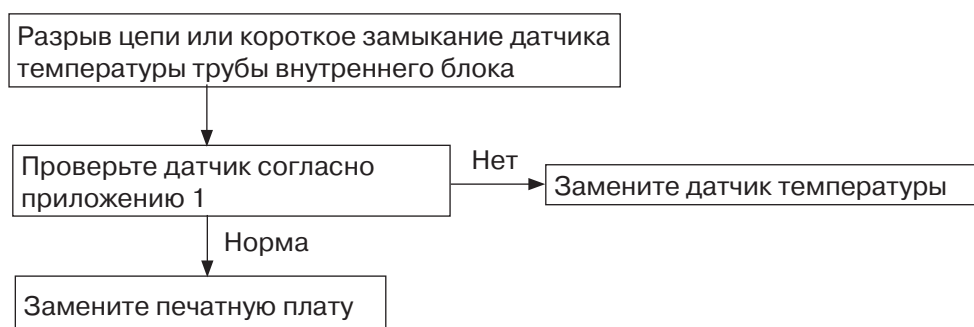 Разрыв цепи или короткое замыкание датчика
температуры трубы внутреннего блока
Проверьте датчик согласно
приложению 1
Нет
Замените датчик температуры
Норма
Замените печатную плату